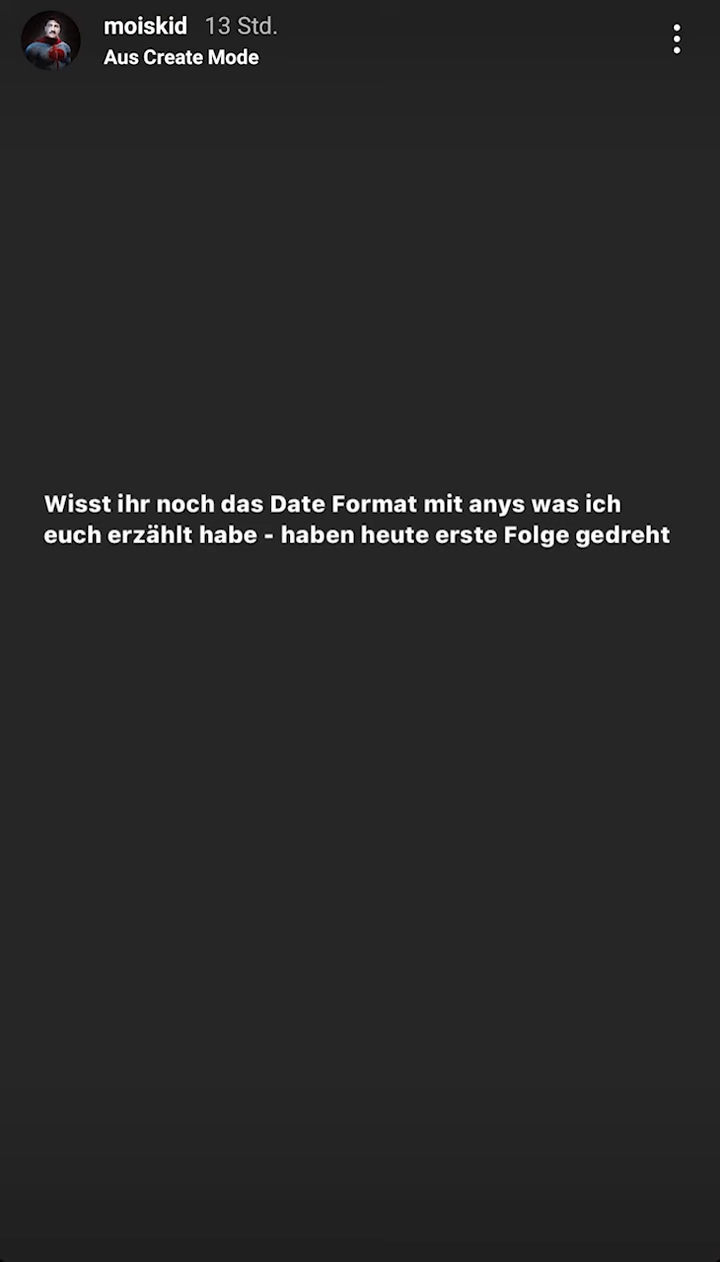 moiskid 13 Std.
Aus Create Mode
Wisst ihr noch das Date Format mit anys was ich
euch erzählt habe - haben heute erste Folge gedreht